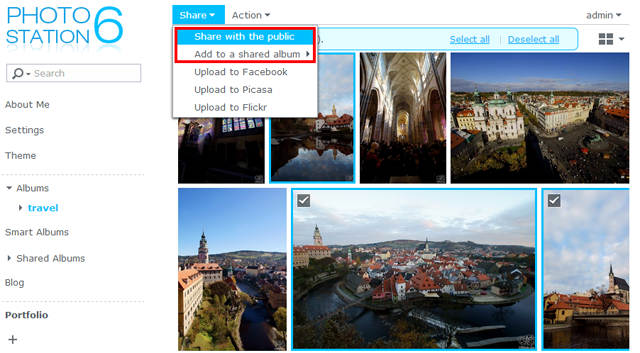 PHOTO
STATION 6
Search
About Me
Settings
Theme
Albums
travel
Smart Albums
Shared Albums
Blog
Portfolio
+
Share
Action
admin
Share with the public
Add to a shared album
Upload to Facebook
Upload to Picasa
Upload to Flickr
).
Select all
Deselect all